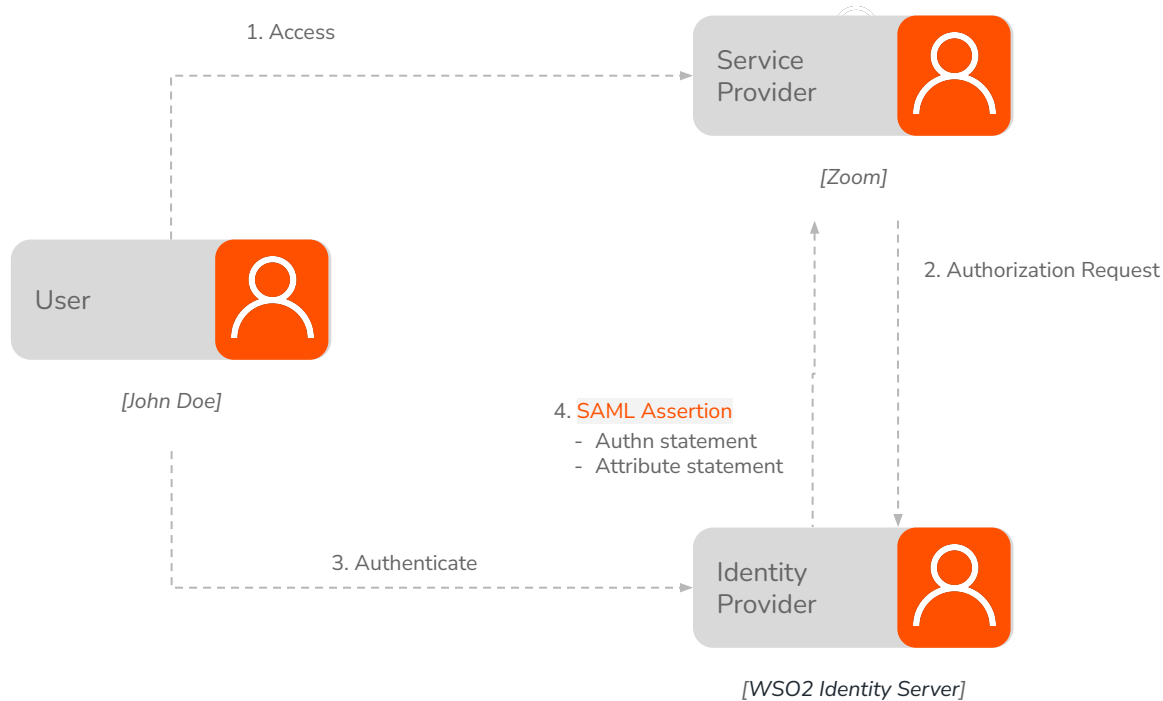 1. Access
Service
Provider
[Zoom]
2. Authorization Request
User
[John Doe]
4. SAML Assertion
- Authn statement
- Attribute statement
3. Authenticate
Identity
Provider
[WSO2 Identity Server]